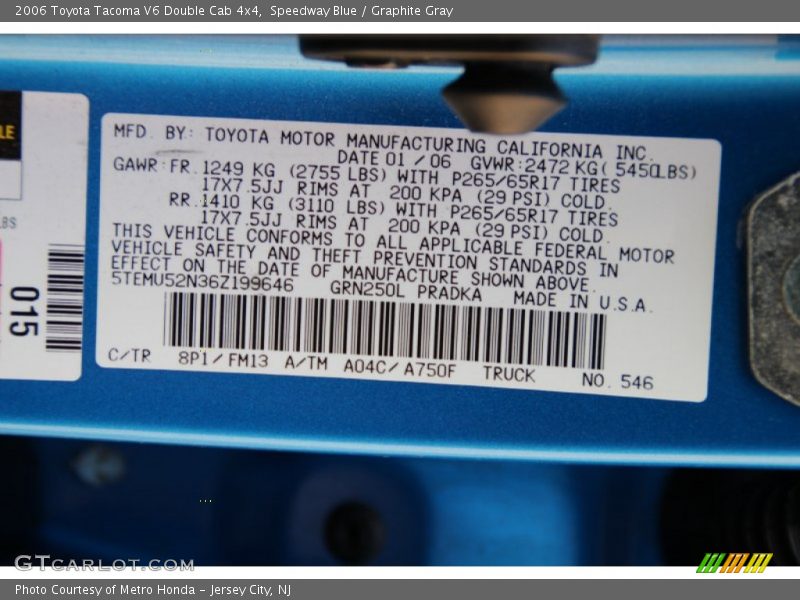 2006 Toyota Tacoma V6 Double Cab 4x4, Speedway Blue / Graphite Gray
LE
BS
015
MFD. BY: TOYOTA MOTOR MANUFACTURING CALIFORNIA INC.
DATE 01 / 06 GVWR:2472 KG( 5450LBS)
GAWR:FR.1249 KG (2755 LBS) WITH P265/65R17 TIRES
17X7.5JJ RIMS AT 200 KPA (29 PSI) COLD.
RR.1410 KG (3110 LBS) WITH P265/65R17 TIRES
17X7.5JJ RIMS AT 200 KPA (29 PSI) COLD.
THIS VEHICLE CONFORMS TO ALL APPLICABLE FEDERAL MOTOR
VEHICLE SAFETY AND THEFT PREVENTION STANDARDS IN
EFFECT ON THE DATE OF MANUFACTURE SHOWN ABOVE.
5TEMU52N36Z199646 GRN250L PRADKA MADE IN U.S.A.
C/TR 8P1/FM13 A/TM A04C/A750F TRUCK NO. 546
GTCARLOT.COM
Photo Courtesy of Metro Honda - Jersey City, NJ